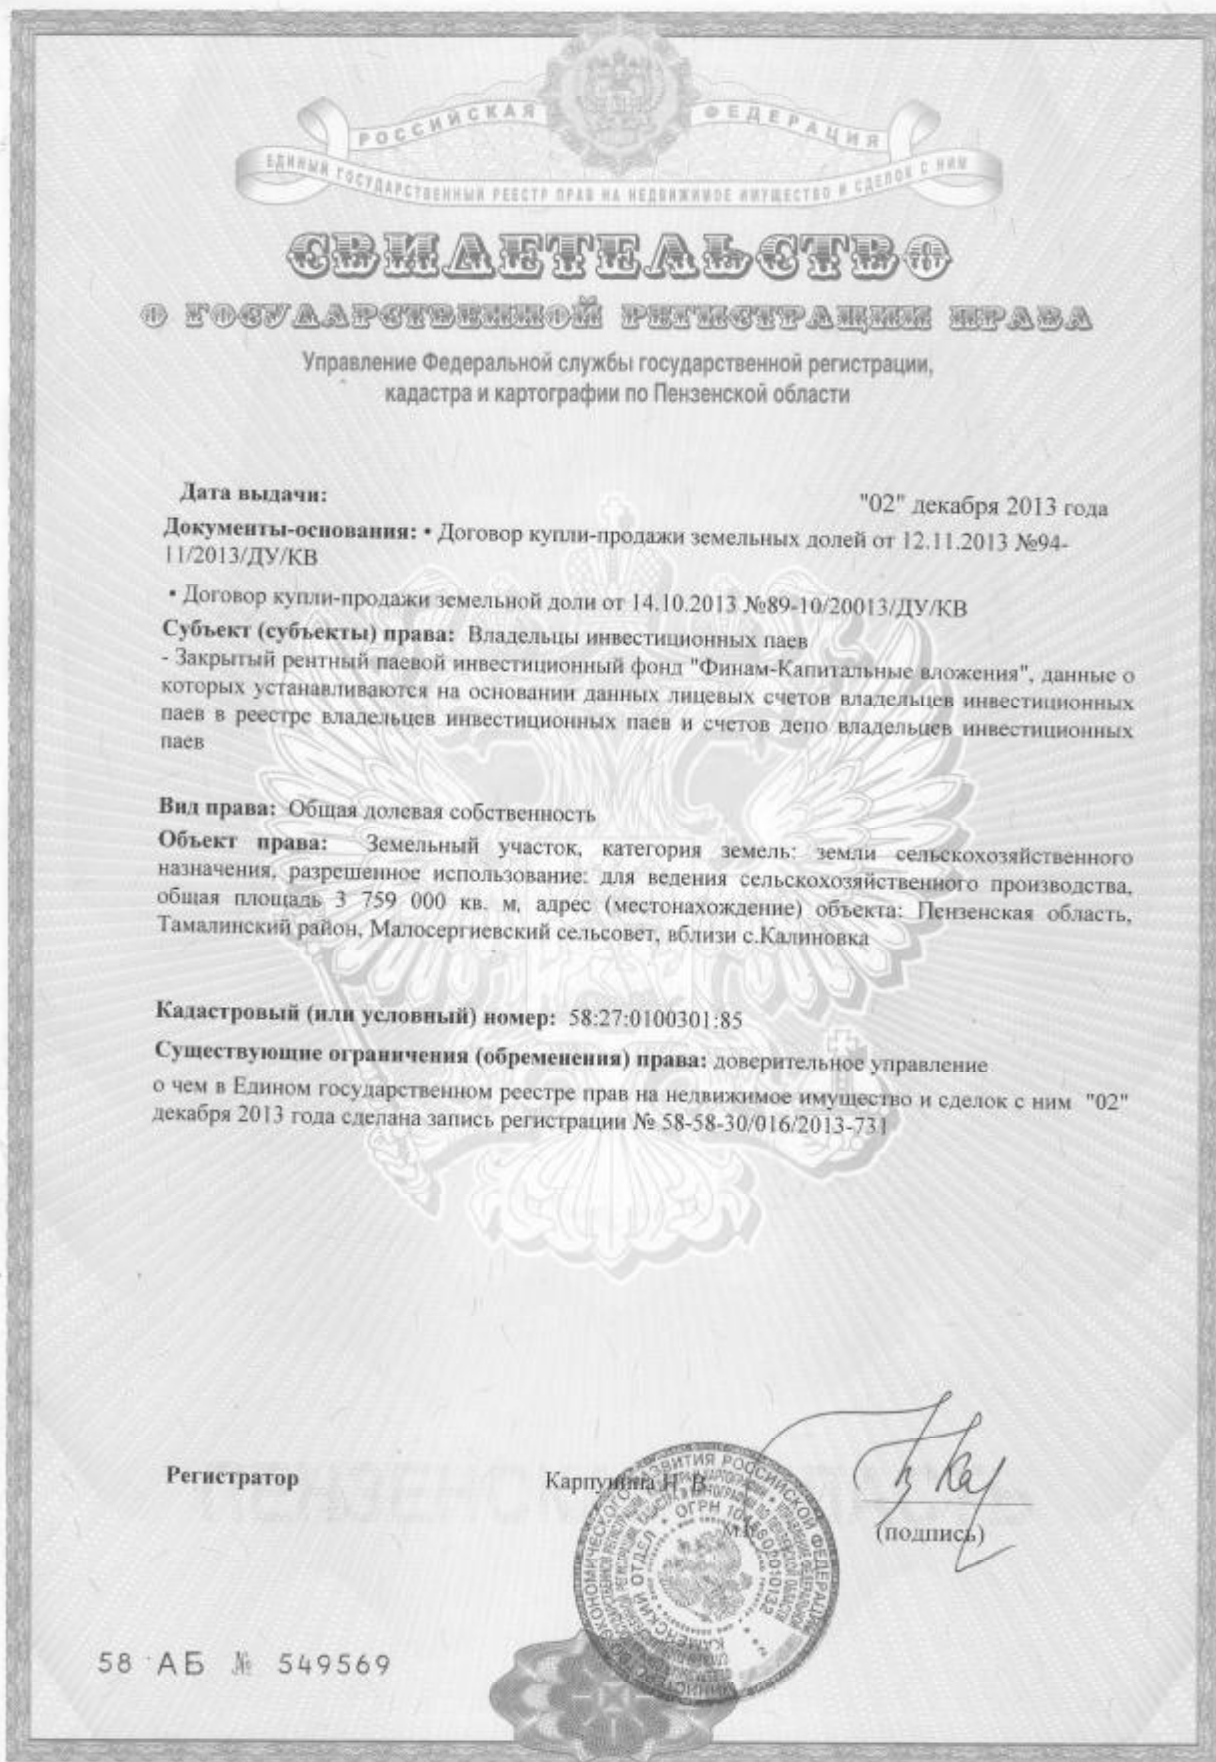 РОССИЙСКАЯ ФЕДЕРАЦИЯ
ЕДИНЫЙ ГОСУДАРСТВЕННЫЙ РЕЕСТР ПРАВ НА НЕДВИЖИМОЕ ИМУЩЕСТВО И СДЕЛОК С НИМ
СВИДЕТЕЛЬСТВО
О ГОСУДАРСТВЕННОЙ РЕГИСТРАЦИИ ПРАВА
Управление Федеральной службы государственной регистрации,
кадастра и картографии по Пензенской области
Дата выдачи: "02" декабря 2013 года
Документы-основания: • Договор купли-продажи земельных долей от 12.11.2013 №94-
11/2013/ДУ/КВ
• Договор купли-продажи земельной доли от 14.10.2013 №89-10/20013/ДУ/КВ
Субъект (субъекты) права: Владельцы инвестиционных паев
- Закрытый рентный паевой инвестиционный фонд "Финам-Капитальные вложения", данные о
которых устанавливаются на основании данных лицевых счетов владельцев инвестиционных
паев в реестре владельцев инвестиционных паев и счетов депо владельцев инвестиционных
паев
Вид права: Общая долевая собственность
Объект права: Земельный участок, категория земель: земли сельскохозяйственного
назначения, разрешенное использование: для ведения сельскохозяйственного производства,
общая площадь 3 759 000 кв. м, адрес (местонахождение) объекта: Пензенская область,
Тамалинский район, Малосергиевский сельсовет, вблизи с.Калиновка
Кадастровый (или условный) номер: 58:27:0100301:85
Существующие ограничения (обременения) права: доверительное управление
о чем в Едином государственном реестре прав на недвижимое имущество и сделок с ним "02"
декабря 2013 года сделана запись регистрации № 58-58-30/016/2013-731
Регистратор Карпунина Н. В.
(подпись)
КАМЕНСКИЙ ОТДЕЛ
58 АБ № 549569